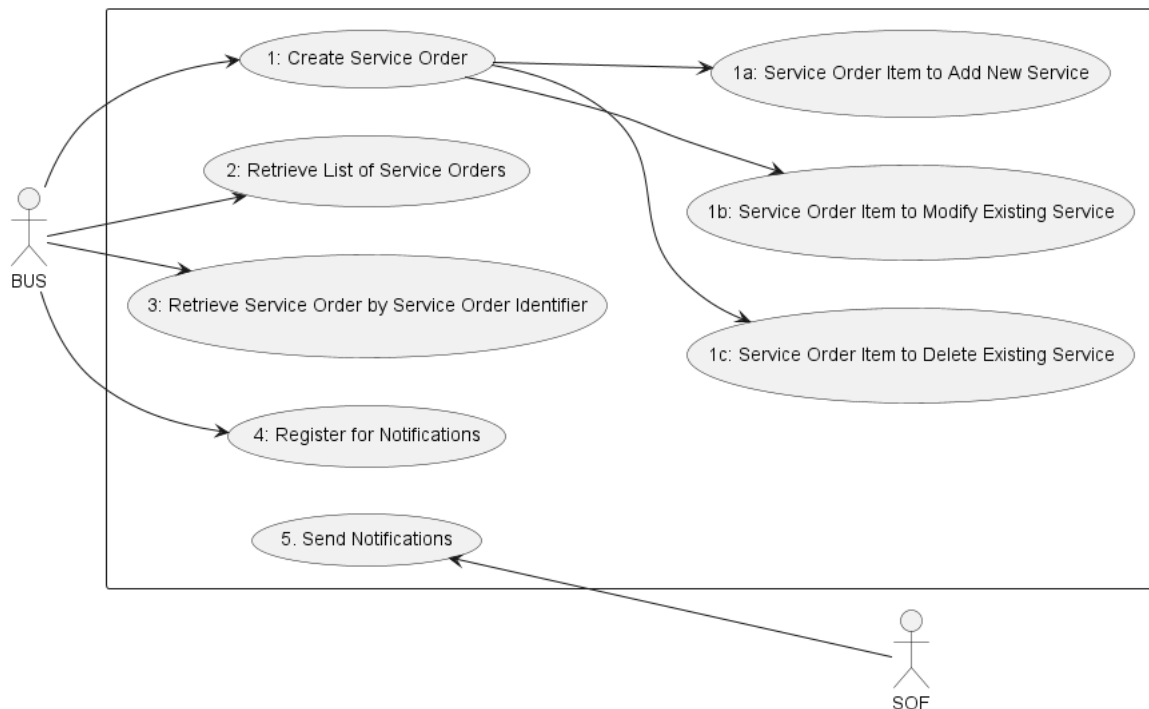 1: Create Service Order
1a: Service Order Item to Add New Service
2: Retrieve List of Service Orders
1b: Service Order Item to Modify Existing Service
BUS
3: Retrieve Service Order by Service Order Identifier
1c: Service Order Item to Delete Existing Service
4: Register for Notifications
5. Send Notifications
SOF